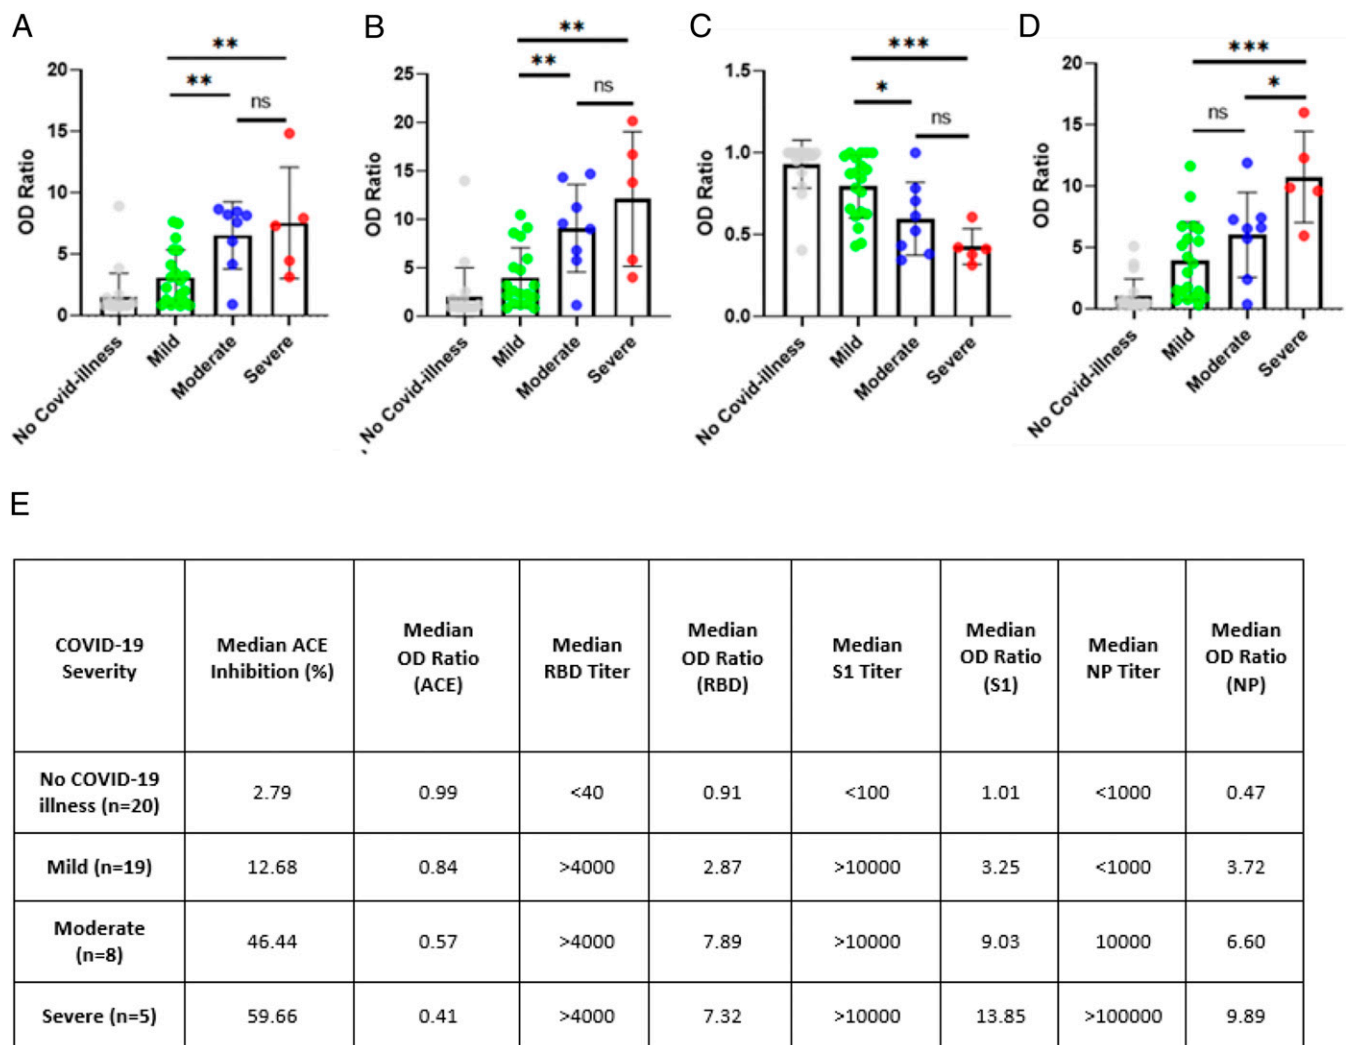 A
**
**
ns
20
15
10
5
0
OD Ratio
No Covid-illness
Mild
Moderate
Severe
B
**
**
ns
25
20
15
10
5
0
OD Ratio
No Covid-illness
Mild
Moderate
Severe
C
***
*
ns
1.5
1.0
0.5
0.0
OD Ratio
No Covid-illness
Mild
Moderate
Severe
D
***
*
ns
20
15
10
5
0
OD Ratio
No Covid-illness
Mild
Moderate
Severe
E
COVID-19
Severity
Median ACE
Inhibition (%)
Median
OD Ratio
(ACE)
Median
RBD Titer
Median
OD Ratio
(RBD)
Median
S1 Titer
Median
OD Ratio
(S1)
Median
NP Titer
Median
OD Ratio
(NP)
No COVID-19
illness (n=20)
2.79
0.99
<40
0.91
<100
1.01
<1000
0.47
Mild (n=19)
12.68
0.84
>4000
2.87
>10000
3.25
<1000
3.72
Moderate
(n=8)
46.44
0.57
>4000
7.89
>10000
9.03
10000
6.60
Severe (n=5)
59.66
0.41
>4000
7.32
>10000
13.85
>100000
9.89